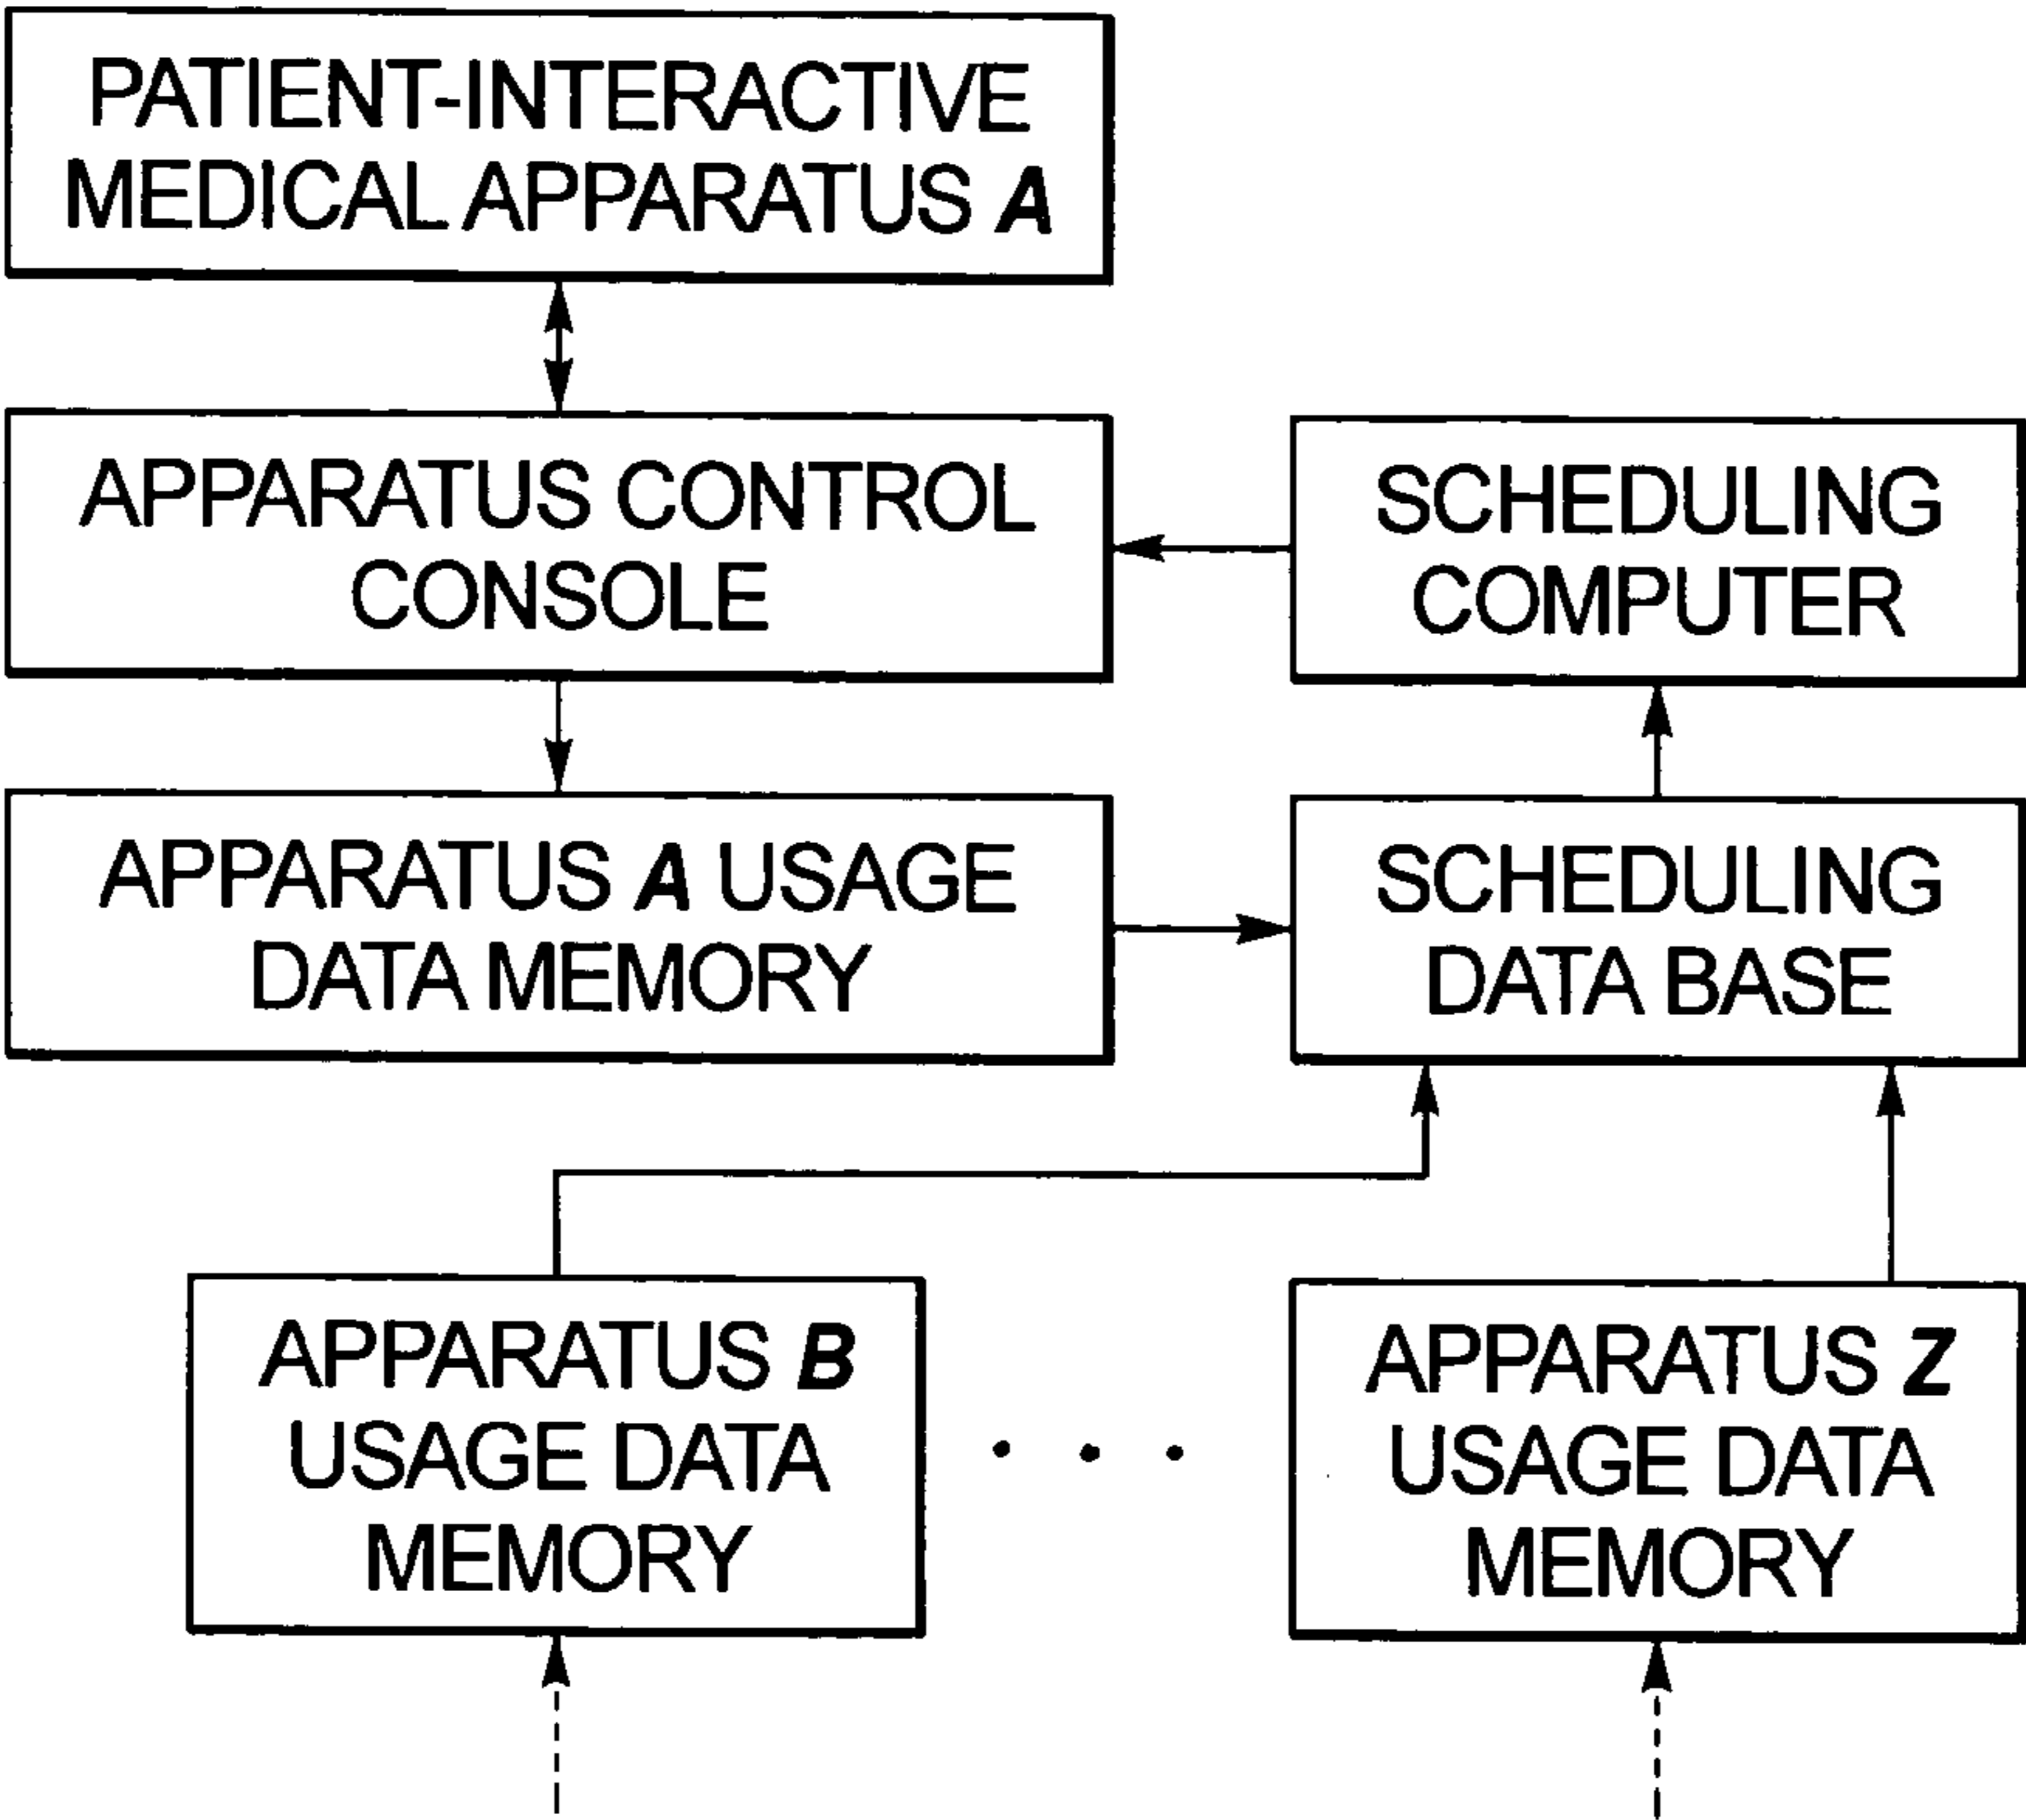 PATIENT-INTERACTIVE
MEDICAL APPARATUS A
APPARATUS CONTROL
CONSOLE
SCHEDULING
COMPUTER
APPARATUS A USAGE
DATA MEMORY
SCHEDULING
DATA BASE
APPARATUS B
USAGE DATA
MEMORY
• • •
APPARATUS Z
USAGE DATA
MEMORY